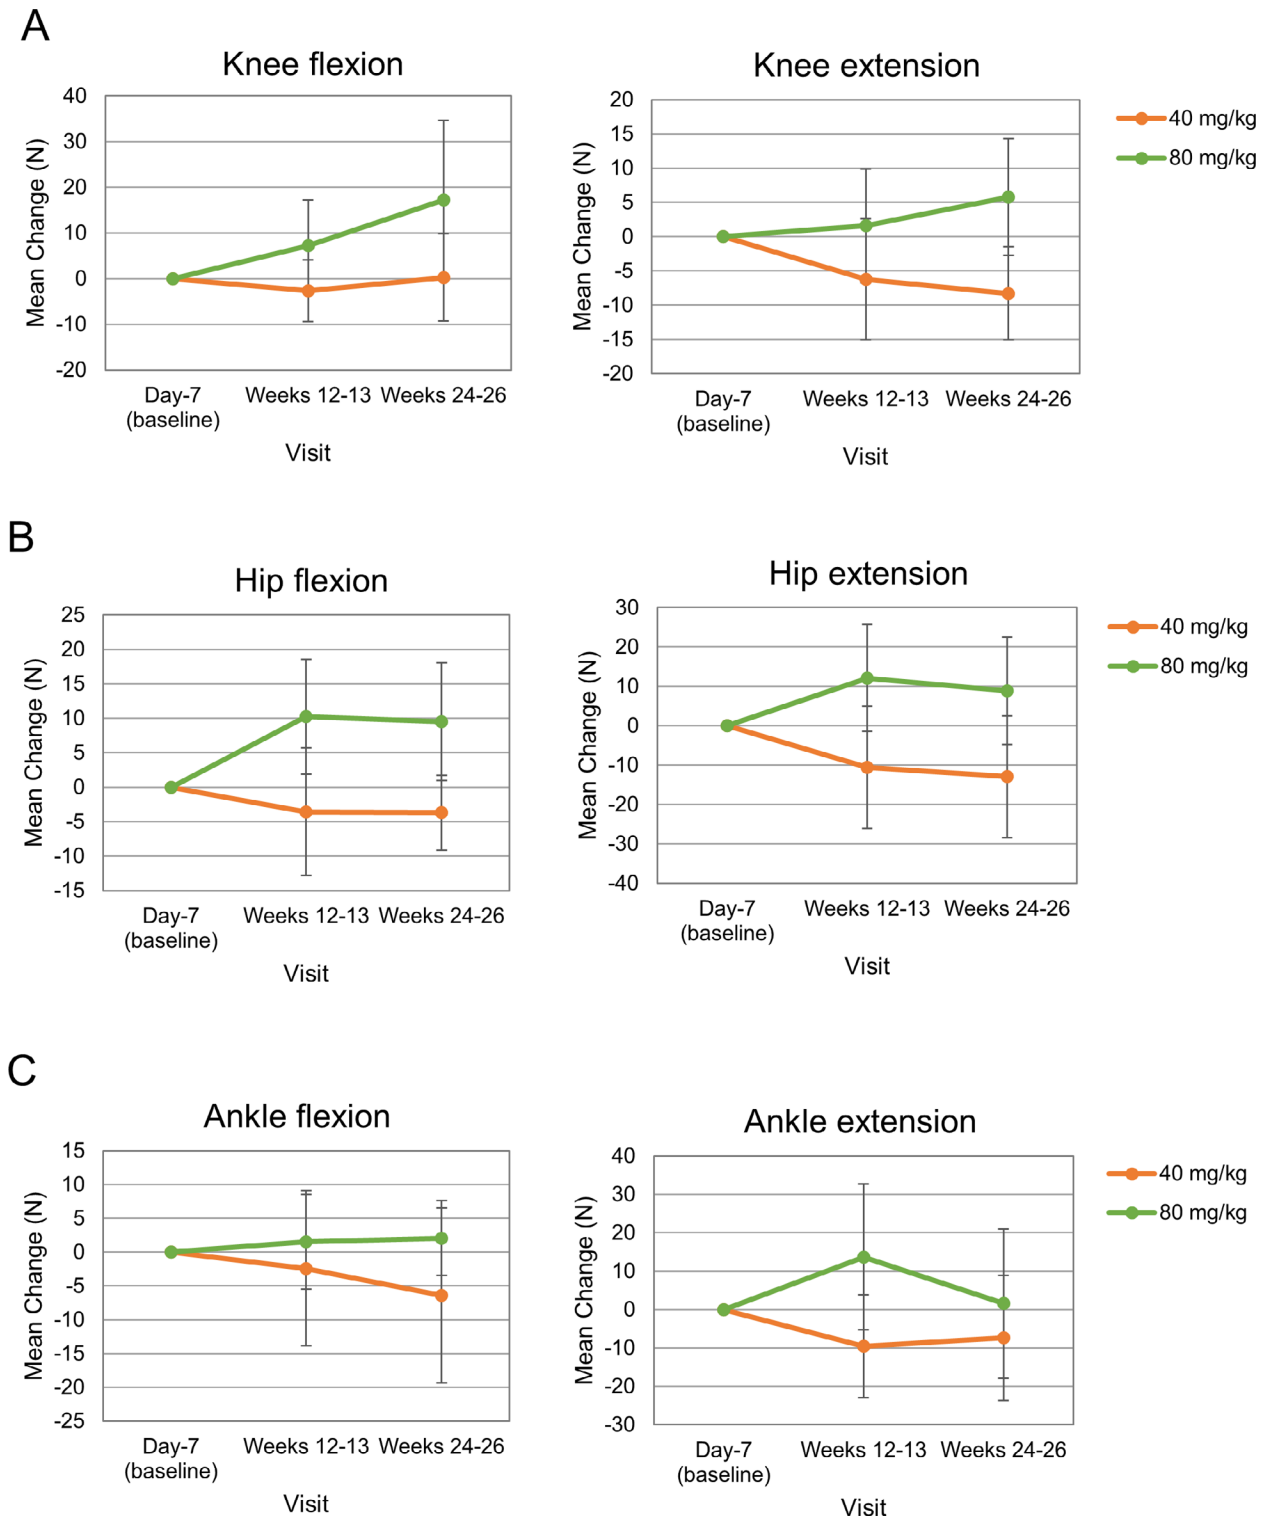 A
Knee flexion
Mean Change (N)
40
30
20
10
0
-10
-20
Day-7
(baseline)
Weeks 12-13
Weeks 24-26
Visit
Knee extension
Mean Change (N)
20
15
10
5
0
-5
-10
-15
-20
Day-7
(baseline)
Weeks 12-13
Weeks 24-26
Visit
40 mg/kg
80 mg/kg
B
Hip flexion
Mean Change (N)
25
20
15
10
5
0
-5
-10
-15
Day-7
(baseline)
Weeks 12-13
Weeks 24-26
Visit
Hip extension
Mean Change (N)
30
20
10
0
-10
-20
-30
-40
Day-7
(baseline)
Weeks 12-13
Weeks 24-26
Visit
40 mg/kg
80 mg/kg
C
Ankle flexion
Mean Change (N)
15
10
5
0
-5
-10
-15
-20
-25
Day-7
(baseline)
Weeks 12-13
Weeks 24-26
Visit
Ankle extension
Mean Change (N)
40
30
20
10
0
-10
-20
-30
Day-7
(baseline)
Weeks 12-13
Weeks 24-26
Visit
40 mg/kg
80 mg/kg